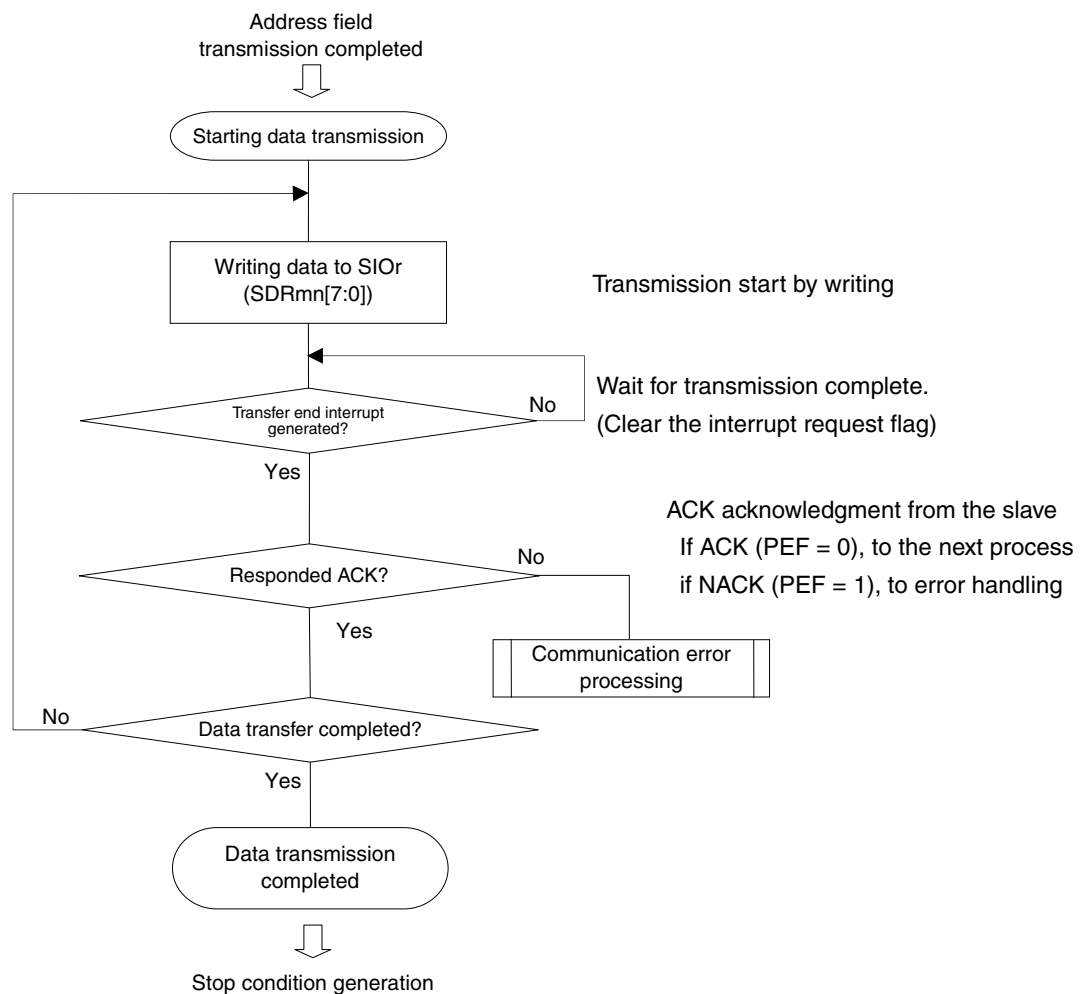 Address field
transmission completed
Starting data transmission
Writing data to SIOr
(SDRmn[7:0])
Transmission start by writing
Wait for transmission complete.
(Clear the interrupt request flag)
Transfer end interrupt
generated?
No
Yes
ACK acknowledgment from the slave
If ACK (PEF = 0), to the next process
if NACK (PEF = 1), to error handling
Responded ACK?
No
Yes
Communication error
processing
No
Data transfer completed?
Yes
Data transmission
completed
Stop condition generation